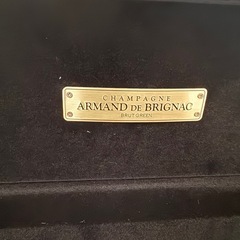 CHAMPAGNE
ARMAND DE BRIGNAC
BRUT GREEN